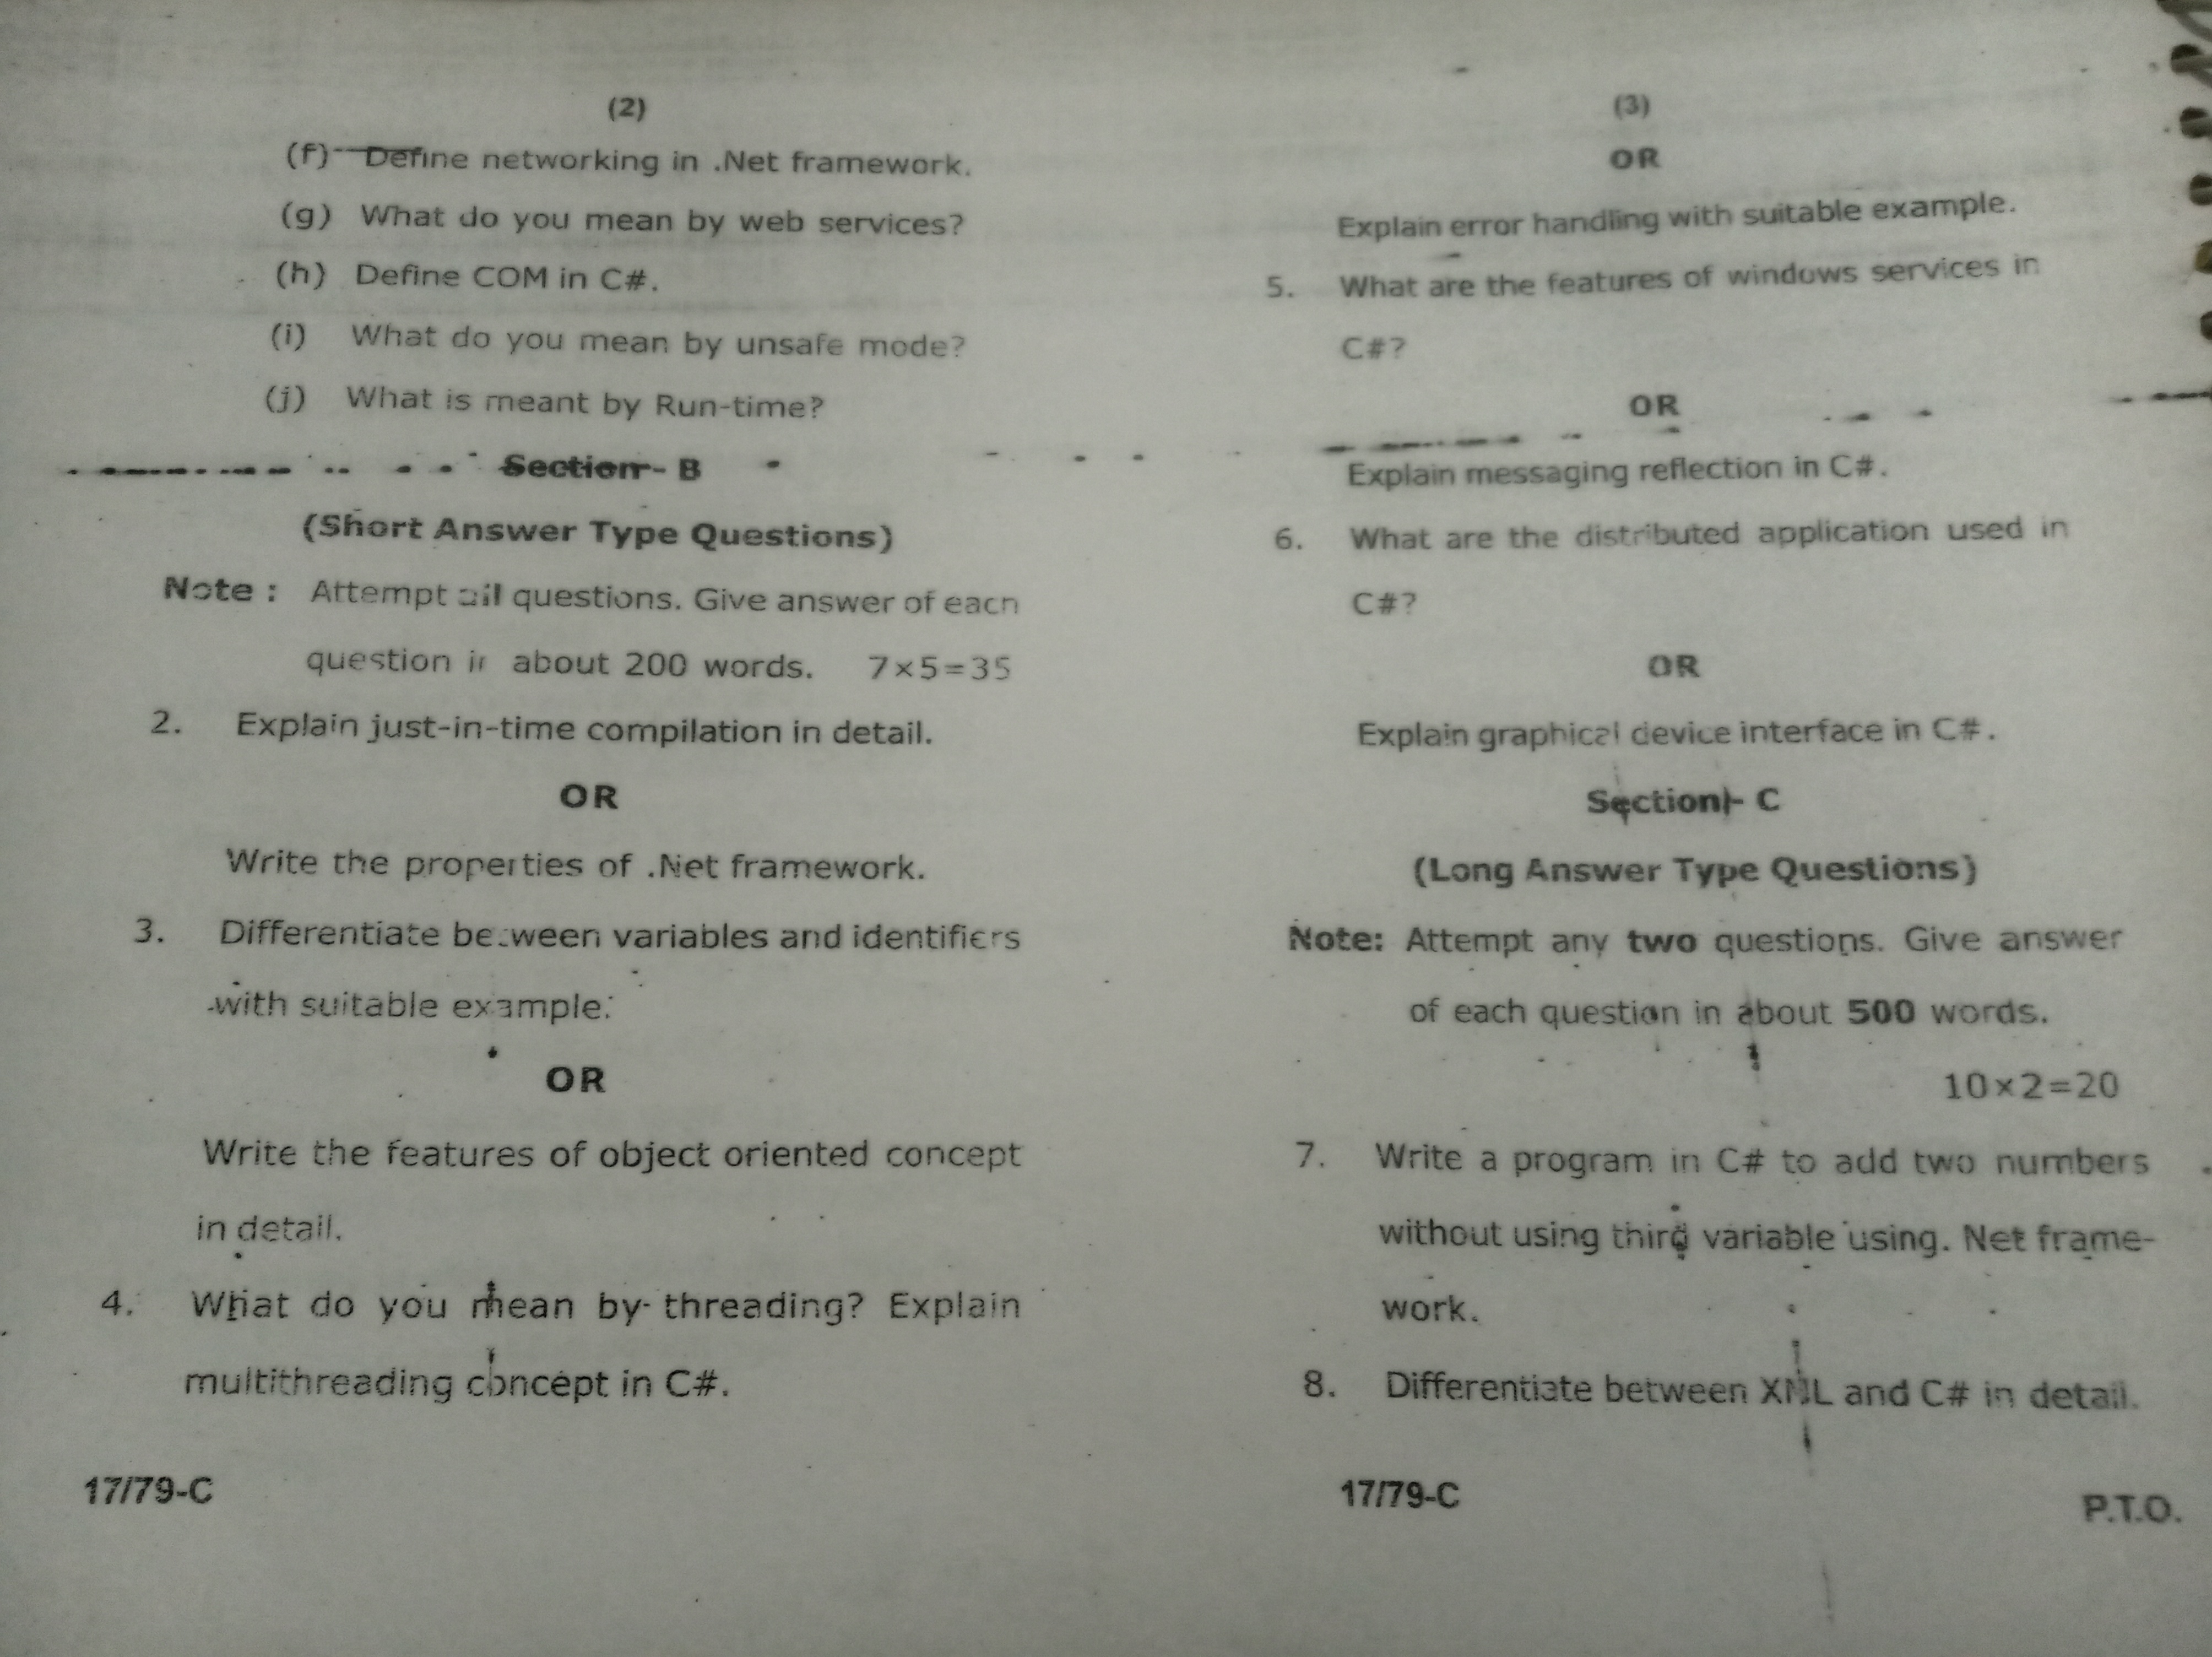 (2)
(f) Define networking in .Net framework.
(g) What do you mean by web services?
(h) Define COM in C#.
(i) What do you mean by unsafe mode?
(j) What is meant by Run-time?
Section- B
(Short Answer Type Questions)
Note : Attempt all questions. Give answer of each
question in about 200 words. 7×5=35
2. Explain just-in-time compilation in detail.
OR
Write the properties of .Net framework.
3. Differentiate between variables and identifiers
with suitable example.
OR
Write the features of object oriented concept
in detail.
4. What do you mean by threading? Explain
multithreading concept in C#.
17/79-C
(3)
OR
Explain error handling with suitable example.
5. What are the features of windows services in
C#?
OR
Explain messaging reflection in C#.
6. What are the distributed application used in
C#?
OR
Explain graphical device interface in C#.
Section- C
(Long Answer Type Questions)
Note: Attempt any two questions. Give answer
of each question in about 500 words.
10×2=20
7. Write a program in C# to add two numbers
without using third variable using. Net frame-
work.
8. Differentiate between XML and C# in detail.
17/79-C
P.T.O.